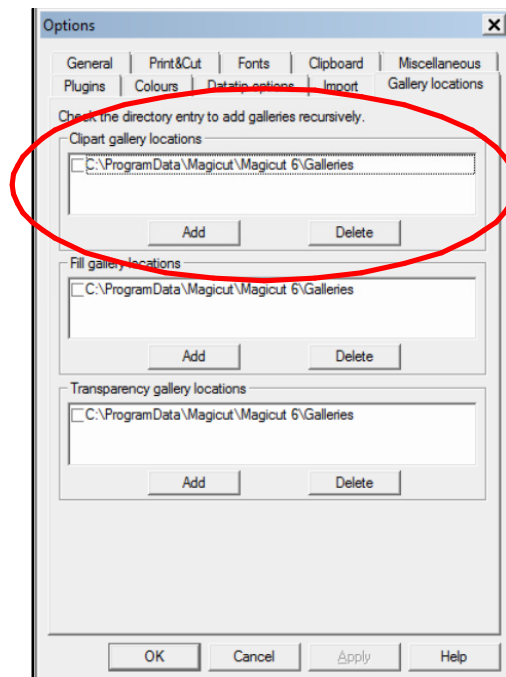 Options
General Print&Cut Fonts Clipboard Miscellaneous
Plugins Colours Datatip options Import Gallery locations
Check the directory entry to add galleries recursively.
Clipart gallery locations
C:\ProgramData\Magicut\Magicut 6\Galleries
Add Delete
Fill gallery locations
C:\ProgramData\Magicut\Magicut 6\Galleries
Add Delete
Transparency gallery locations
C:\ProgramData\Magicut\Magicut 6\Galleries
Add Delete
OK Cancel Apply Help